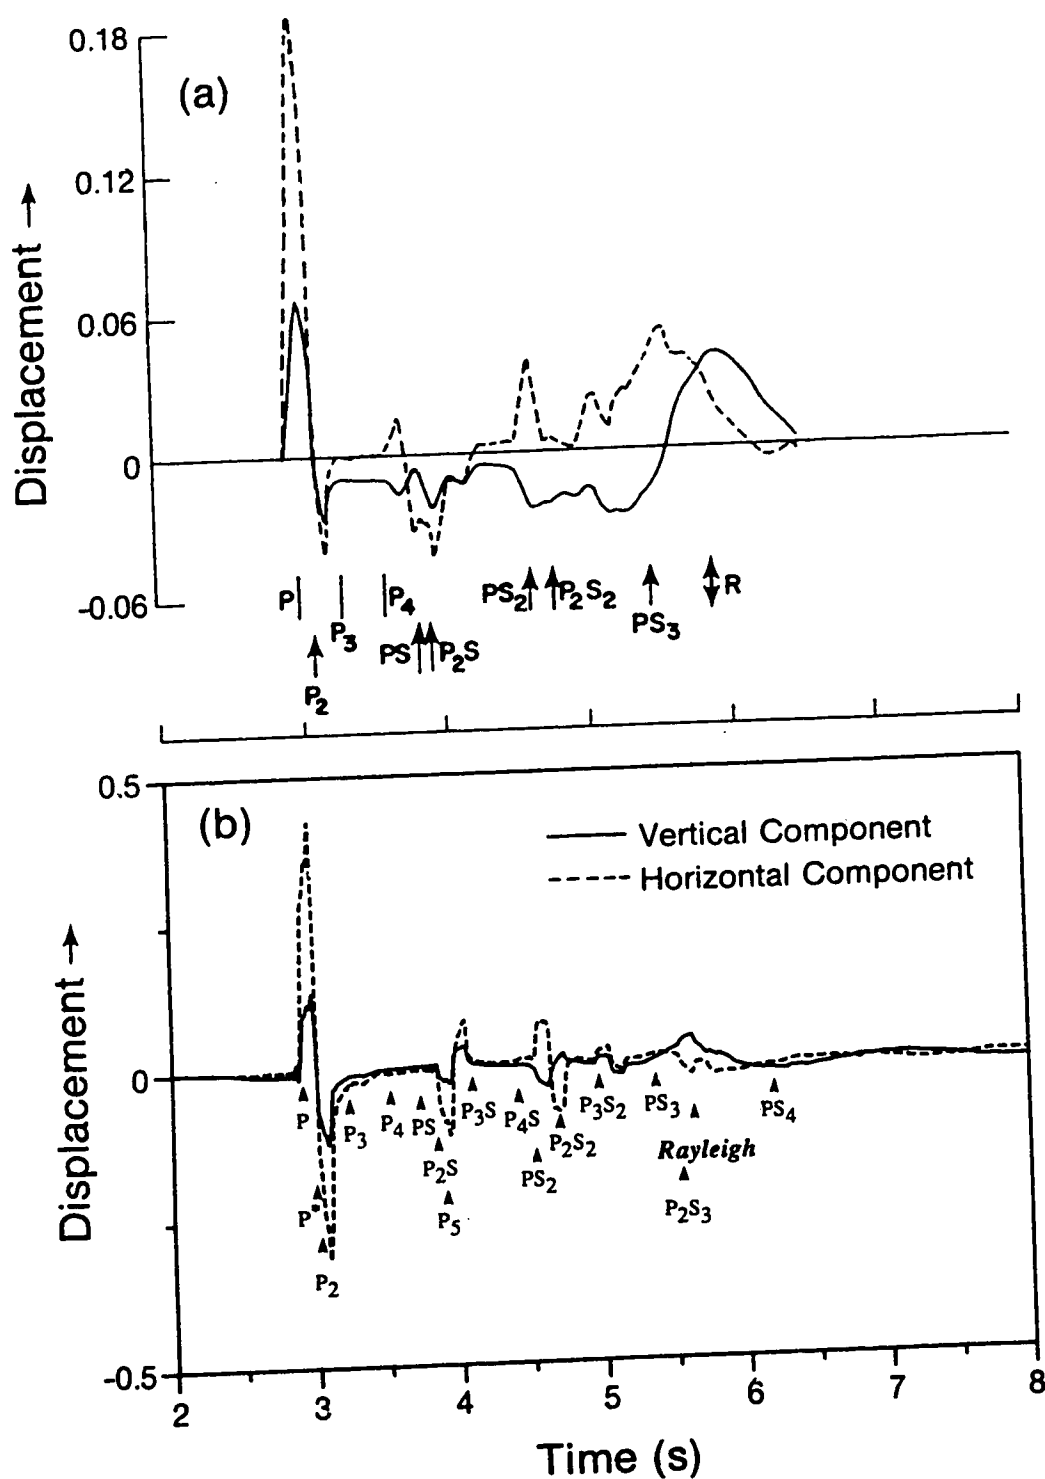 0.18
(a)
0.12
0.06
0
-0.06
Displacement →
P
P3
P4
P2
PS
P2S
PS2
P2S2
PS3
R
0.5
(b)
Vertical Component
Horizontal Component
0
-0.5
Displacement →
P
P3
P4
PS
P3S
P4S
P3S2
PS3
PS4
P2S
P2S2
Rayleigh
PS2
P*
P5
P2S3
P2
2
3
4
5
6
7
8
Time (s)